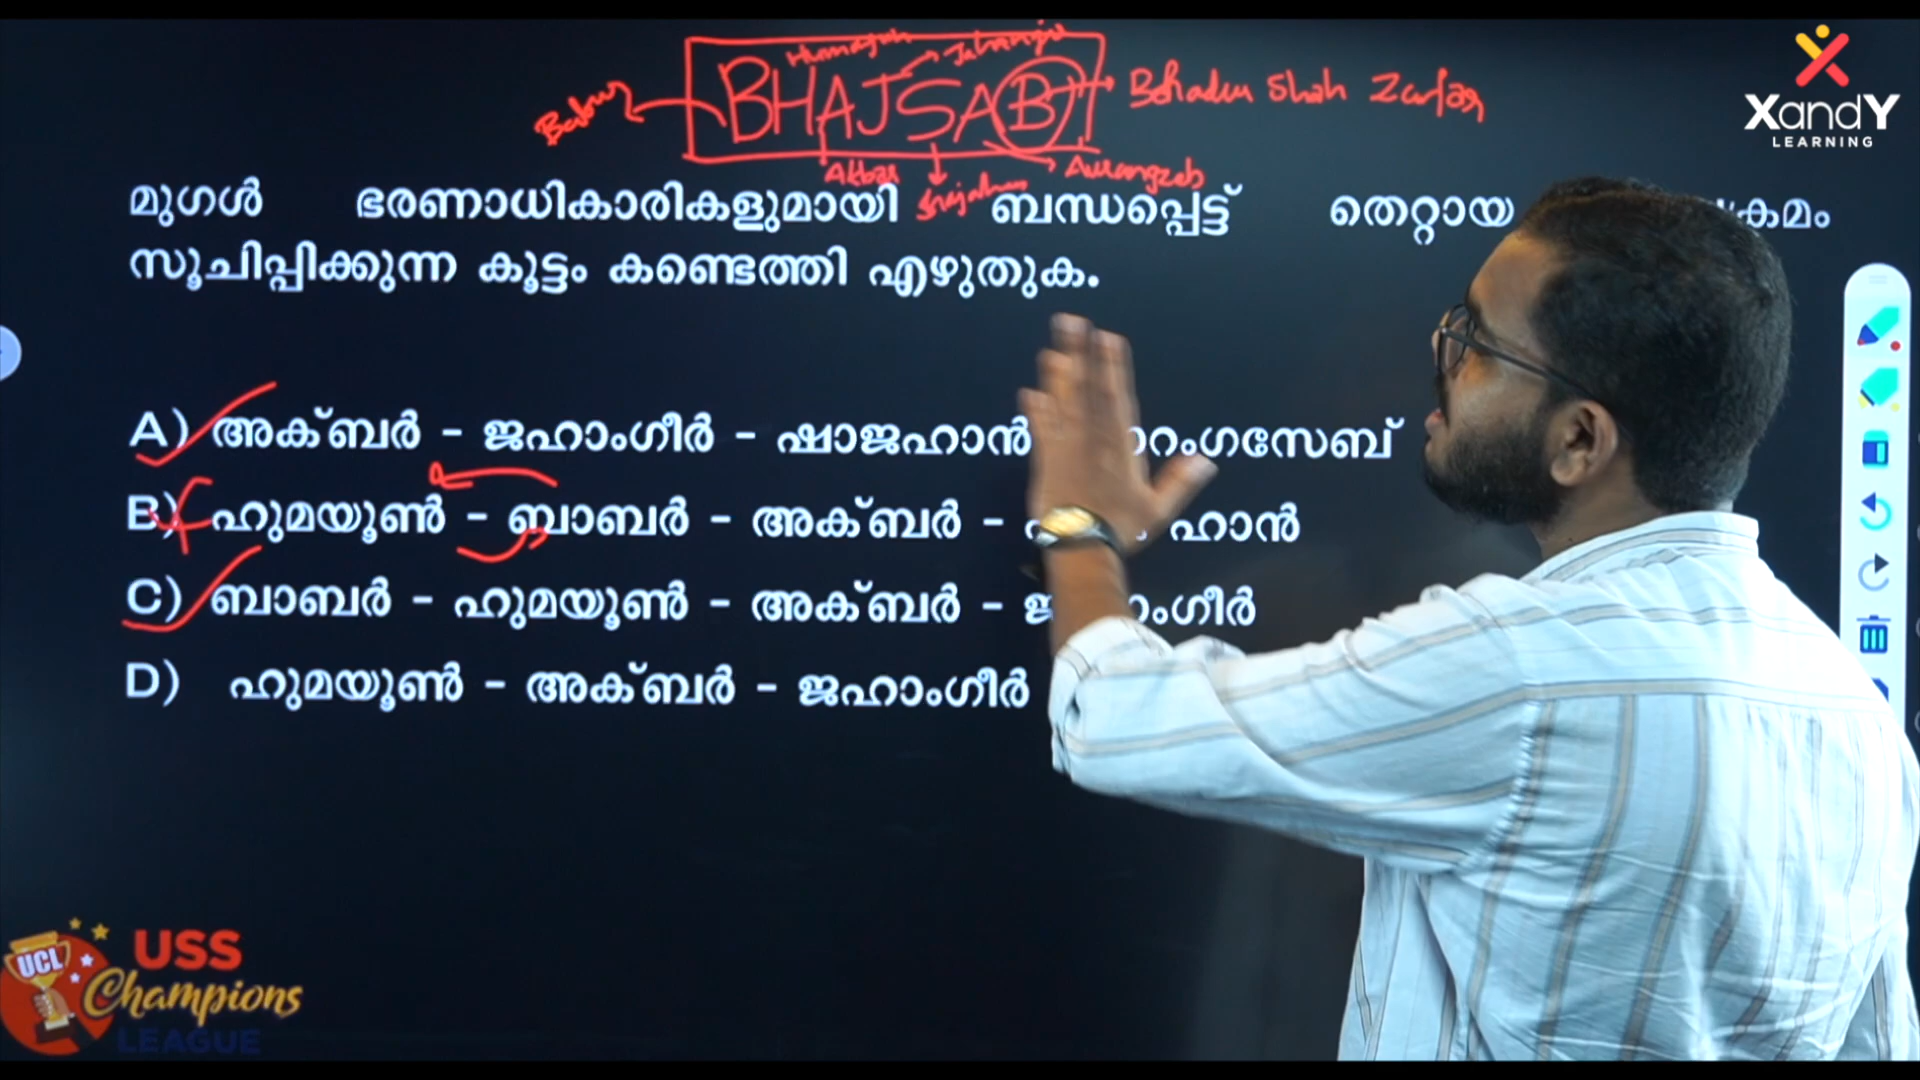 Humayun Jahangir
Babur BHAJSAB Bahadur Shah Zafar
Akbar Shajahan Aurangzeb
XandY
LEARNING
മുഗൾ ഭരണാധികാരികളുമായി ബന്ധപ്പെട്ട് തെറ്റായ ക്രമം
സൂചിപ്പിക്കുന്ന കൂട്ടം കണ്ടെത്തി എഴുതുക.
A) അക്ബർ - ജഹാംഗീർ - ഷാജഹാൻ
B) ഹുമയൂൺ - ബാബർ - അക്ബർ - ഹാൻ
C) ബാബർ - ഹുമയൂൺ - അക്ബർ -
D) ഹുമയൂൺ - അക്ബർ - ജഹാംഗീർ
UCL USS
Champions
LEAGUE